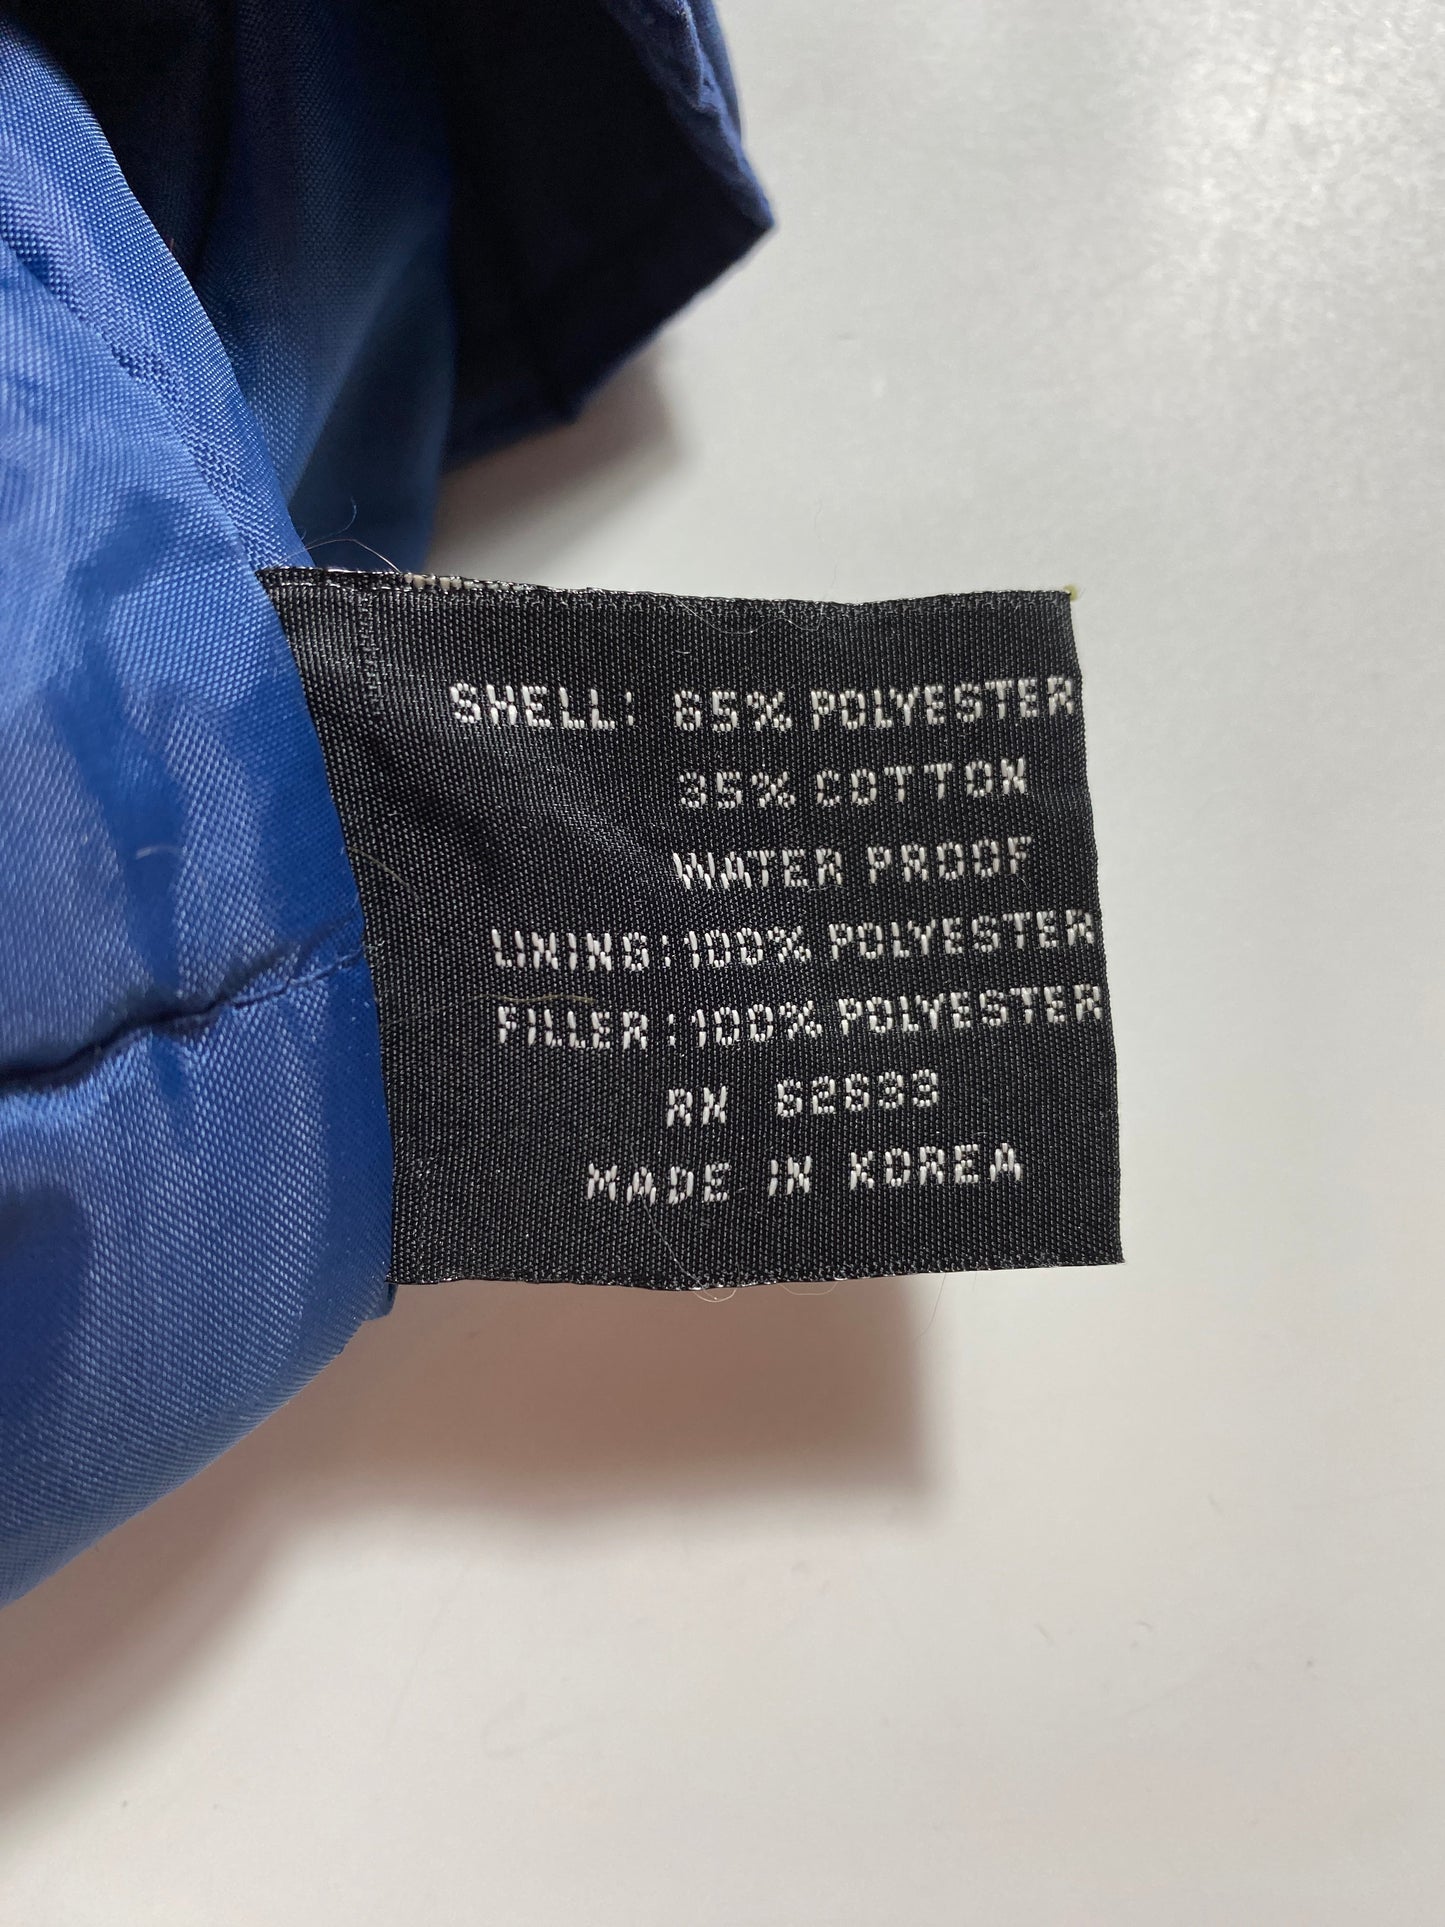 SHELL: 65% POLYESTER
35% COTTON
WATER PROOF
LINING: 100% POLYESTER
FILLER: 100% POLYESTER
RN 52633
MADE IN KOREA